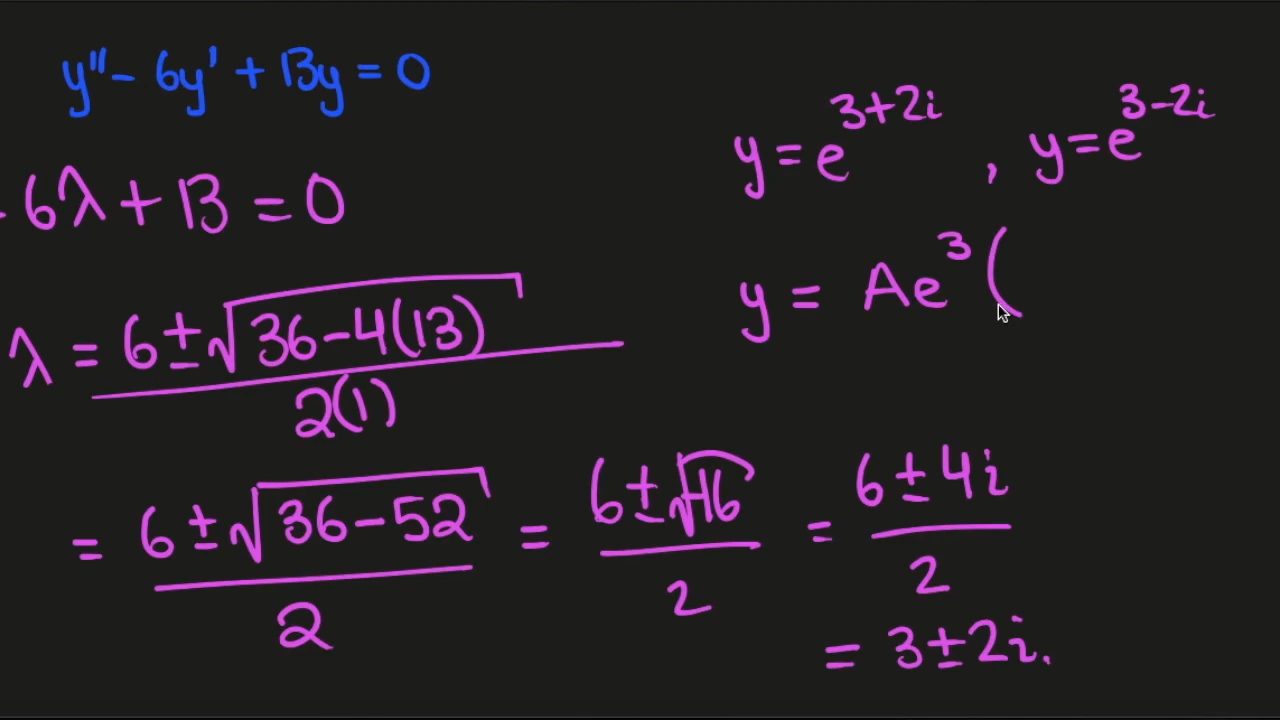 y'' - 6y' + 13y = 0
- 6λ + 13 = 0
λ = 6 ± √36 - 4(13) / 2(1)
= 6 ± √36 - 52 / 2 = 6 ± √-16 / 2 = 6 ± 4i / 2
= 3 ± 2i.
y = e^3+2i , y = e^3-2i
y = Ae^3 (